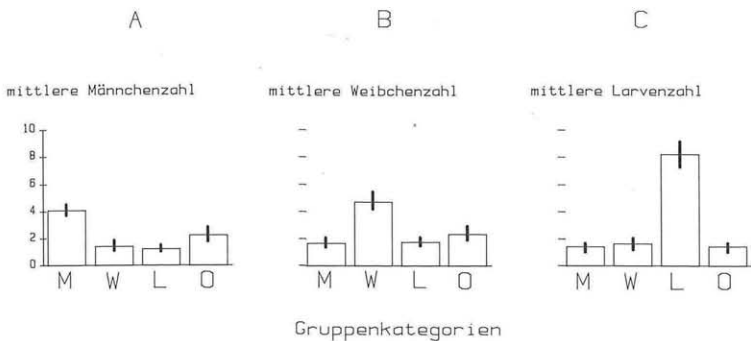 A B C
mittlere Männchenzahl mittlere Weibchenzahl mittlere Larvenzahl
10
8
6
4
2
0
M W L O M W L O M W L O
Gruppenkategorien